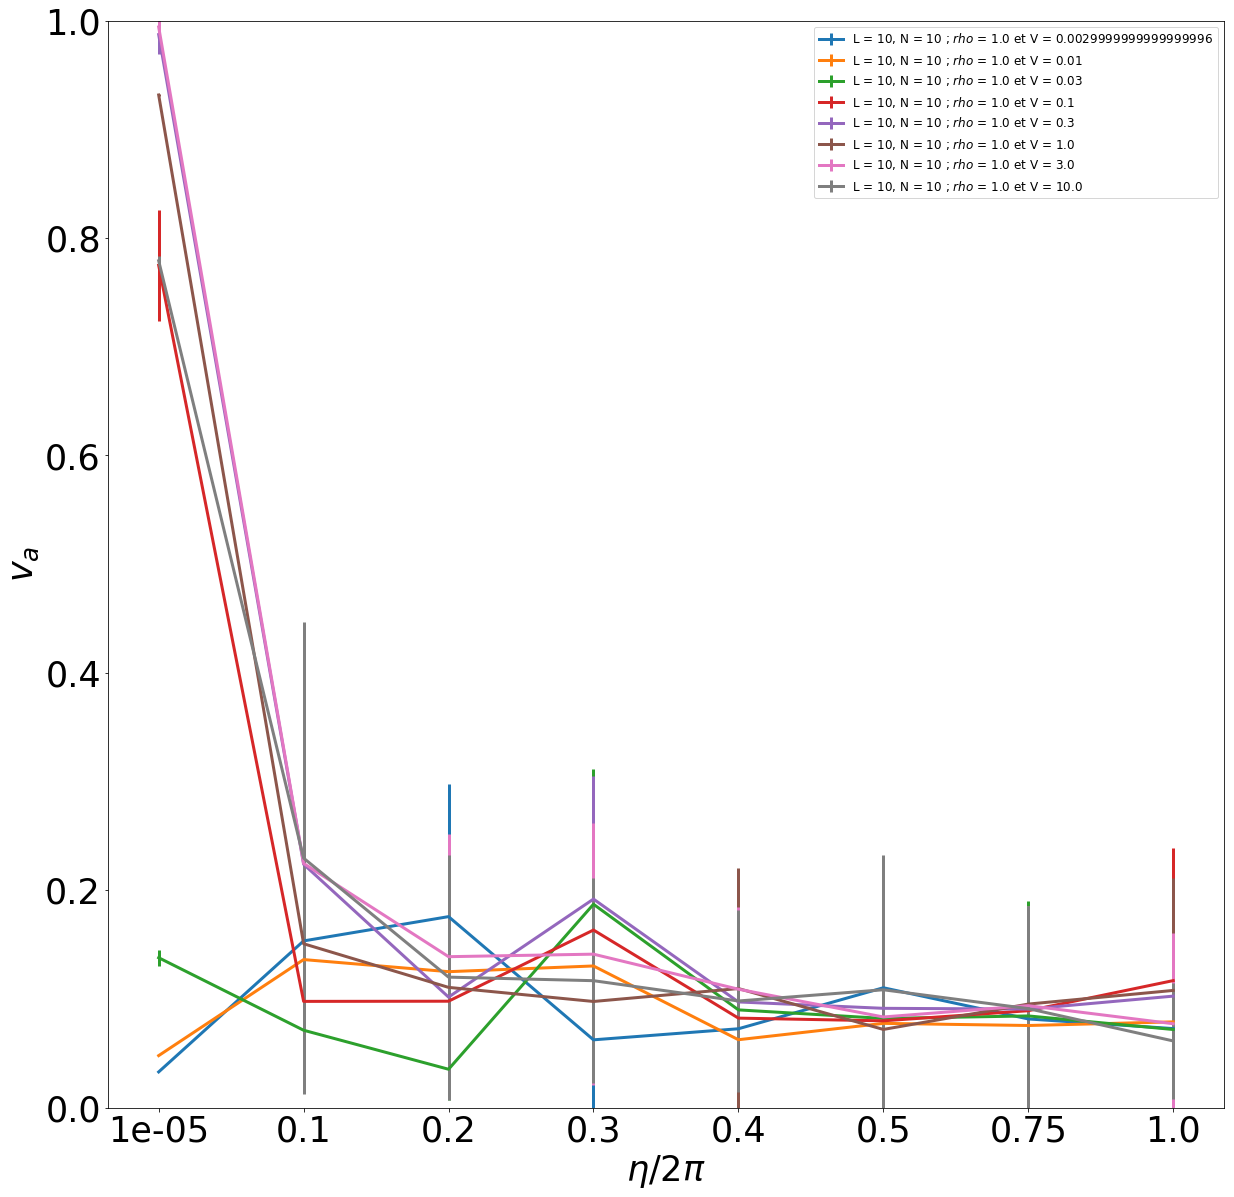 1.0
0.8
0.6
0.4
0.2
0.0
v_a
L = 10, N = 10 ; rho = 1.0 et V = 0.0029999999999999996
L = 10, N = 10 ; rho = 1.0 et V = 0.01
L = 10, N = 10 ; rho = 1.0 et V = 0.03
L = 10, N = 10 ; rho = 1.0 et V = 0.1
L = 10, N = 10 ; rho = 1.0 et V = 0.3
L = 10, N = 10 ; rho = 1.0 et V = 1.0
L = 10, N = 10 ; rho = 1.0 et V = 3.0
L = 10, N = 10 ; rho = 1.0 et V = 10.0
1e-05 0.1 0.2 0.3 0.4 0.5 0.75 1.0
η/2π